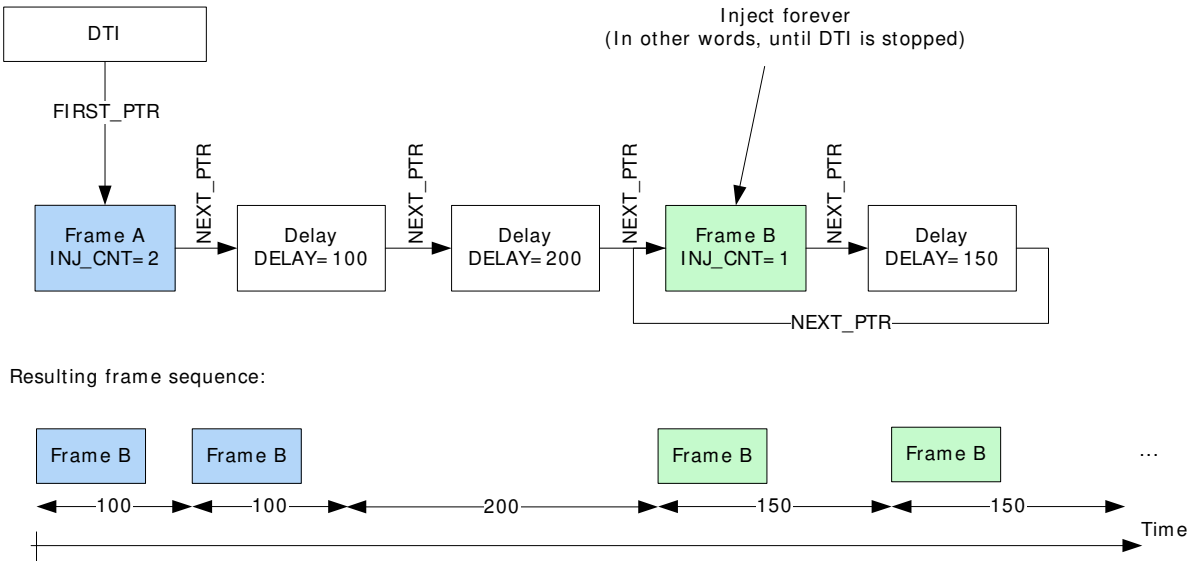 DTI
Inject forever
(In other words, until DTI is stopped)
FIRST_PTR
NEXT_PTR
NEXT_PTR
NEXT_PTR
NEXT_PTR
Frame A
INJ_CNT=2
Delay
DELAY=100
Delay
DELAY=200
Frame B
INJ_CNT=1
Delay
DELAY=150
NEXT_PTR
Resulting frame sequence:
Frame B
Frame B
Frame B
Frame B
...
100
100
200
150
150
Time